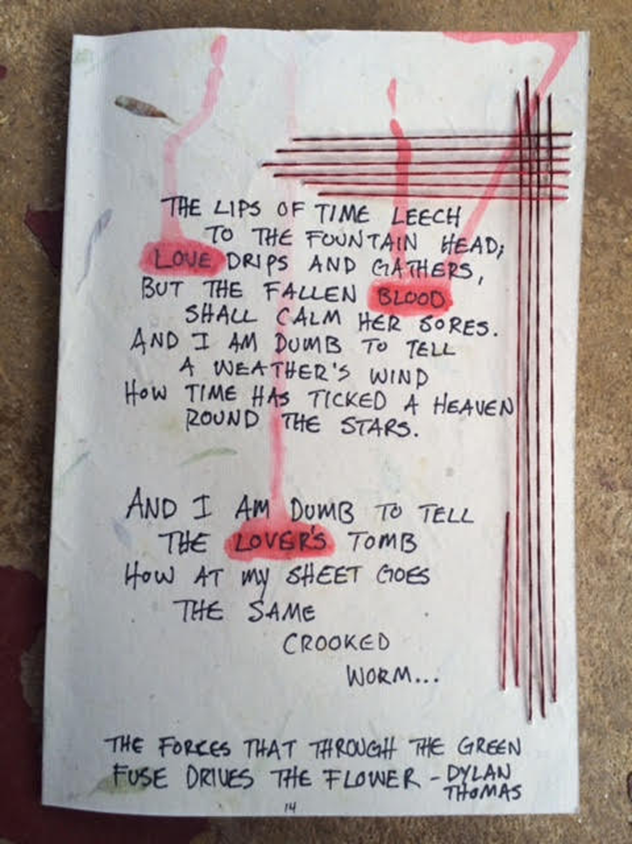 THE LIPS OF TIME LEECH
TO THE FOUNTAIN HEAD;
LOVE DRIPS AND GATHERS,
BUT THE FALLEN BLOOD
SHALL CALM HER SORES.
AND I AM DUMB TO TELL
A WEATHER'S WIND
HOW TIME HAS TICKED A HEAVEN
ROUND THE STARS.
AND I AM DUMB TO TELL
THE LOVER'S TOMB
HOW AT MY SHEET GOES
THE SAME
CROOKED
WORM...
THE FORCES THAT THROUGH THE GREEN
FUSE DRIVES THE FLOWER - DYLAN
THOMAS
14